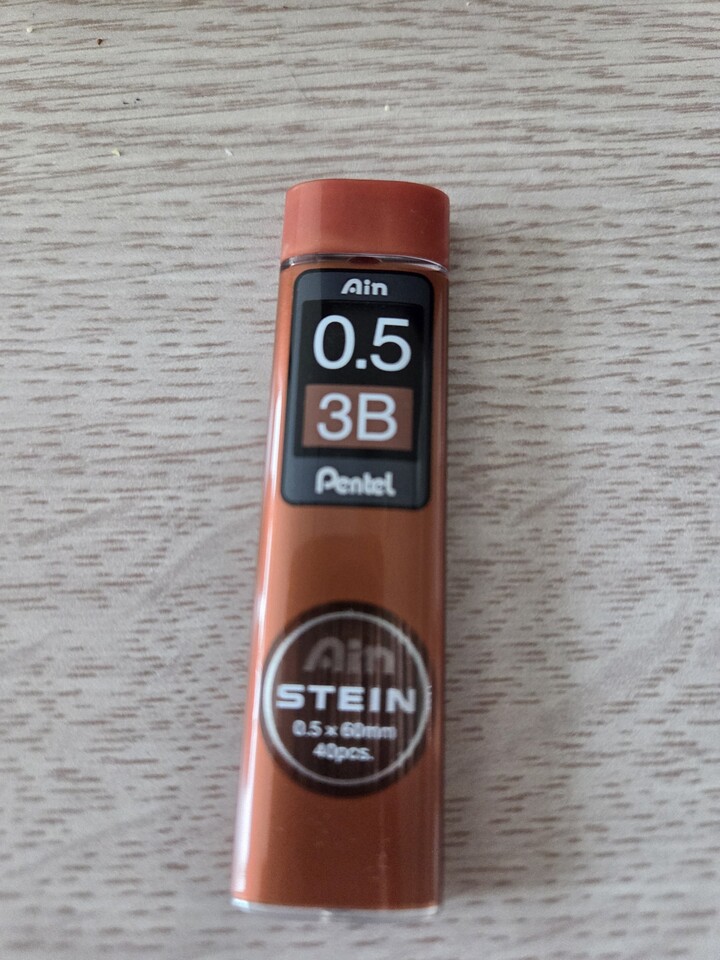 Ain
0.5
3B
Pentel
Ain
STEIN
0.5 × 60mm
40pcs.